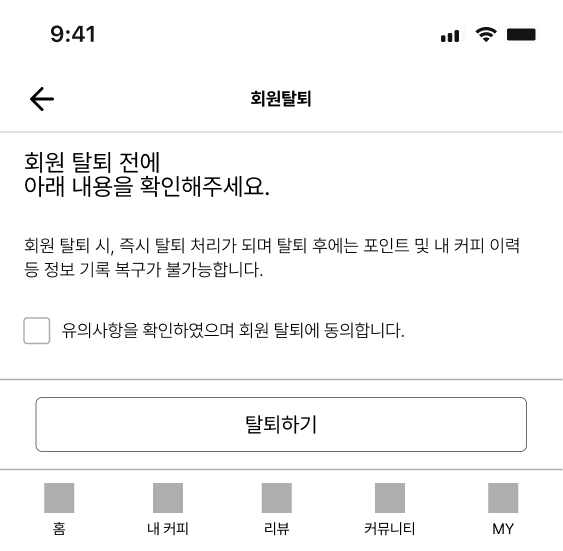 9:41
회원탈퇴
회원 탈퇴 전에
아래 내용을 확인해주세요.
회원 탈퇴 시, 즉시 탈퇴 처리가 되며 탈퇴 후에는 포인트 및 내 커피 이력
등 정보 기록 복구가 불가능합니다.
유의사항을 확인하였으며 회원 탈퇴에 동의합니다.
탈퇴하기
홈 내 커피 리뷰 커뮤니티 MY